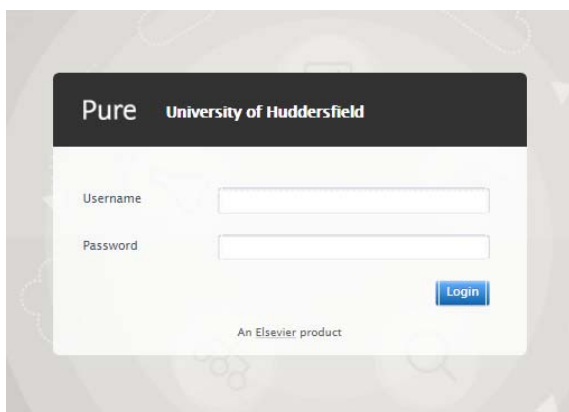 Pure University of Huddersfield
Username
Password
Login
An Elsevier product